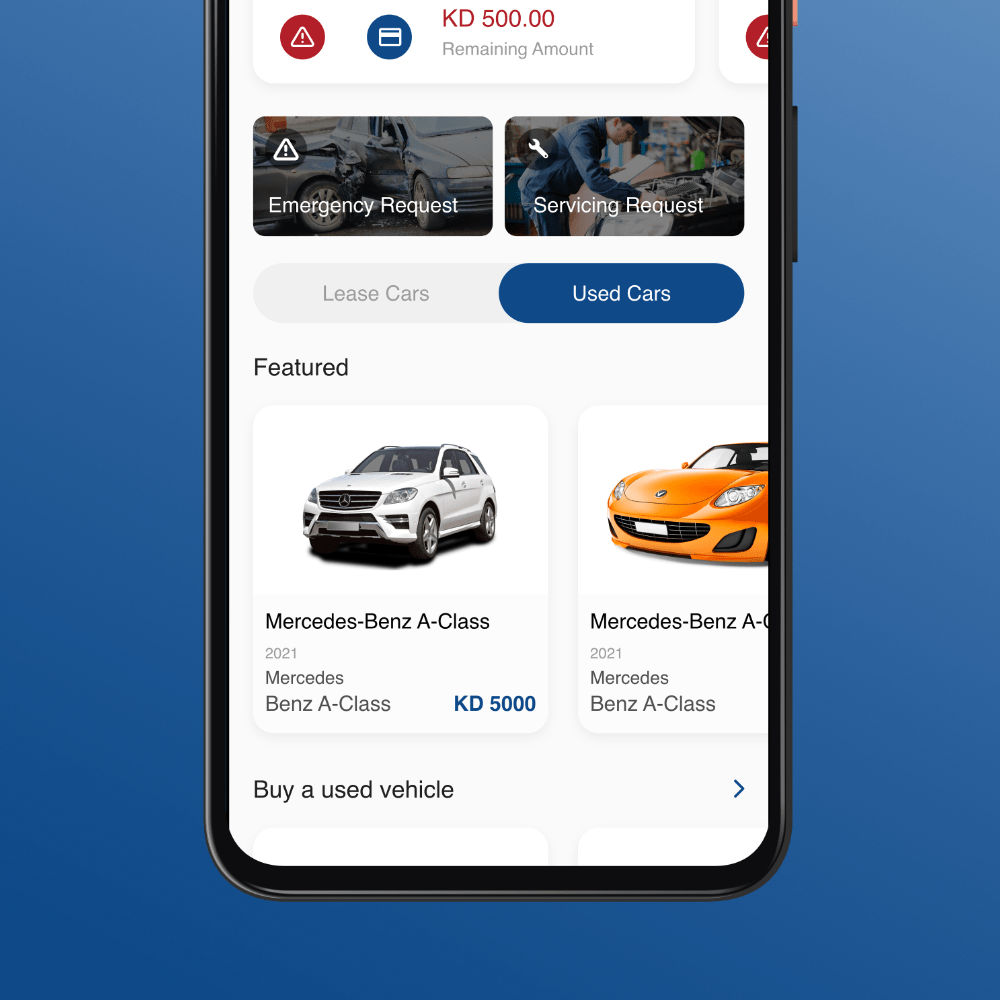 KD 500.00
Remaining Amount
Emergency Request
Servicing Request
Lease Cars
Used Cars
Featured
Mercedes-Benz A-Class
2021
Mercedes
Benz A-Class
KD 5000
Mercedes-Benz A-C
2021
Mercedes
Benz A-Class
Buy a used vehicle